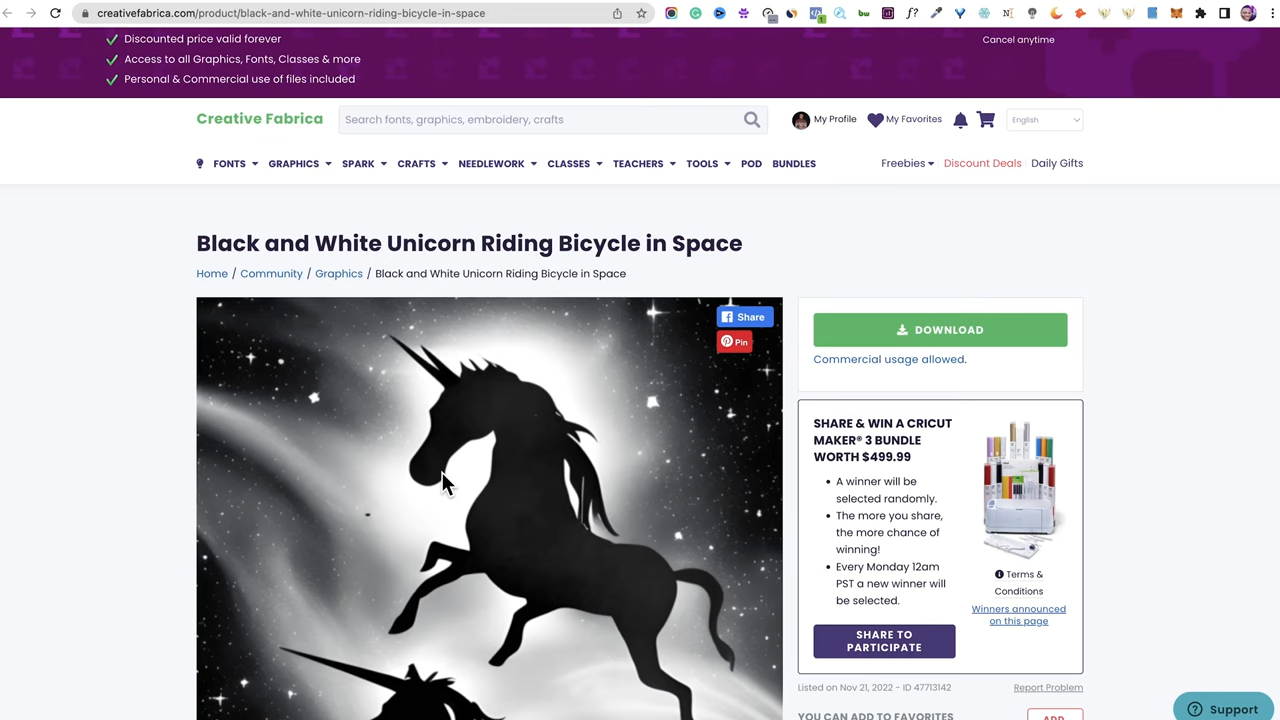 creativefabrica.com/product/black-and-white-unicorn-riding-bicycle-in-space
Discounted price valid forever
Cancel anytime
Access to all Graphics, Fonts, Classes & more
Personal & Commercial use of files included
Creative Fabrica
Search fonts, graphics, embroidery, crafts
My Profile
My Favorites
English
FONTS GRAPHICS SPARK CRAFTS NEEDLEWORK CLASSES TEACHERS TOOLS POD BUNDLES
Freebies Discount Deals Daily Gifts
Black and White Unicorn Riding Bicycle in Space
Home / Community / Graphics / Black and White Unicorn Riding Bicycle in Space
Share
Pin
DOWNLOAD
Commercial usage allowed.
SHARE & WIN A CRICUT
MAKER® 3 BUNDLE
WORTH $499.99
A winner will be
selected randomly.
The more you share,
the more chance of
winning!
Every Monday 12am
PST a new winner will
be selected.
Terms &
Conditions
Winners announced
on this page
SHARE TO
PARTICIPATE
Listed on Nov 21, 2022 - ID 47713142
Report Problem
YOU CAN ADD TO FAVORITES
ADD
Support